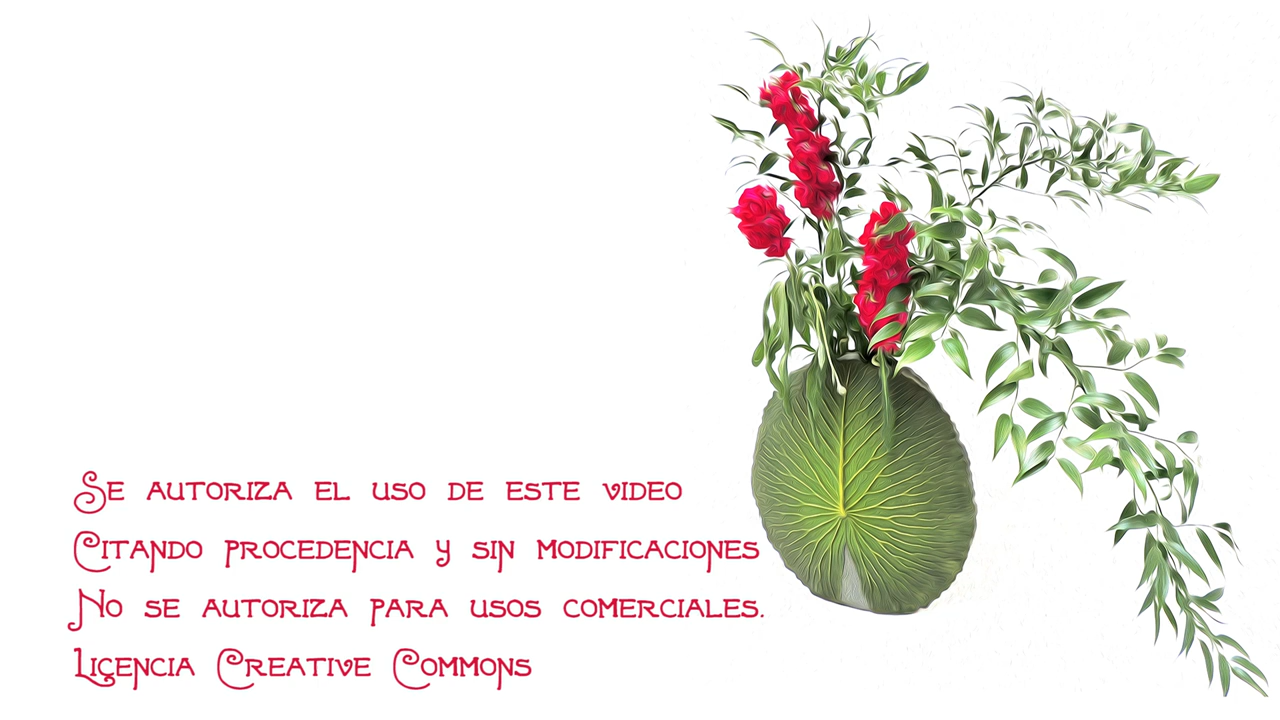 Se autoriza el uso de este video
Citando procedencia y sin modificaciones
No se autoriza para usos comerciales.
Licencia Creative Commons